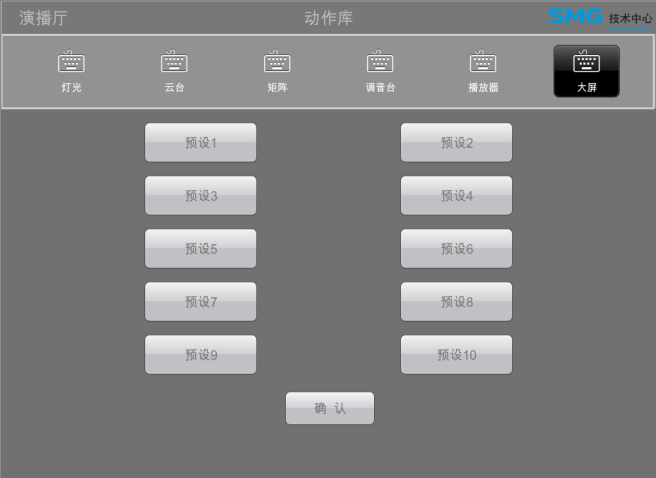 演播厅 动作库 SMG 技术中心
灯光 云台 矩阵 调音台 播放器 大屏
预设1 预设2
预设3 预设4
预设5 预设6
预设7 预设8
预设9 预设10
确 认